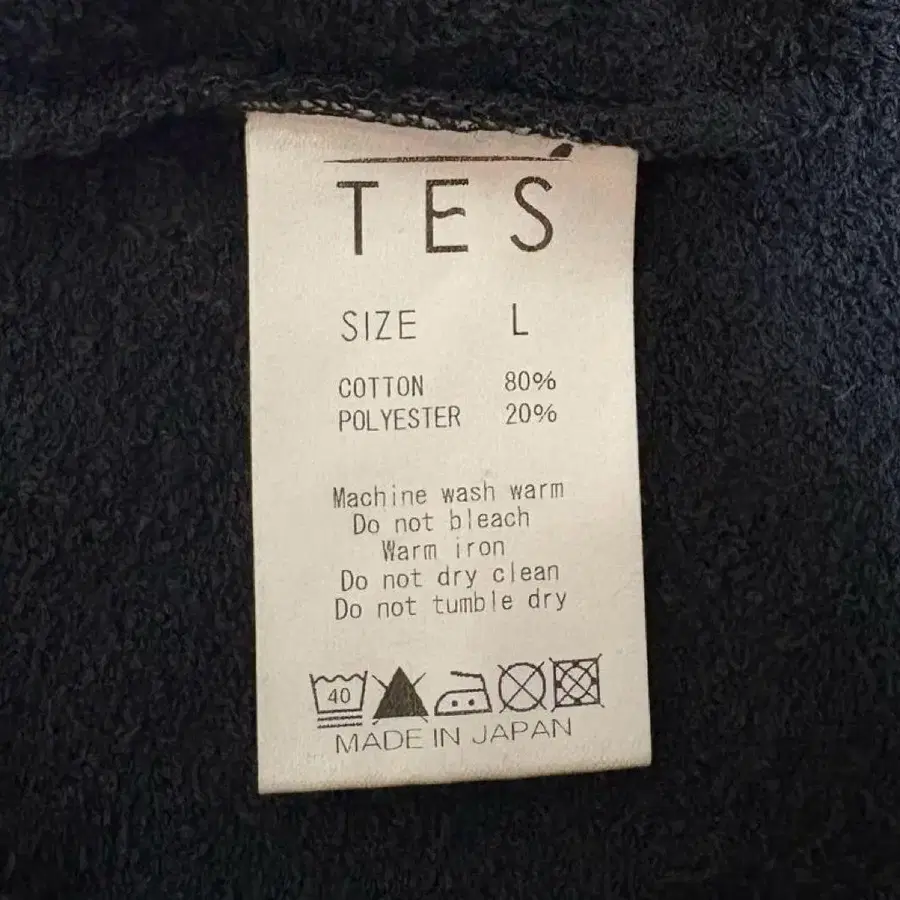 TEŚ
SIZE L
COTTON 80%
POLYESTER 20%
Machine wash warm
Do not bleach
Warm iron
Do not dry clean
Do not tumble dry
40
MADE IN JAPAN